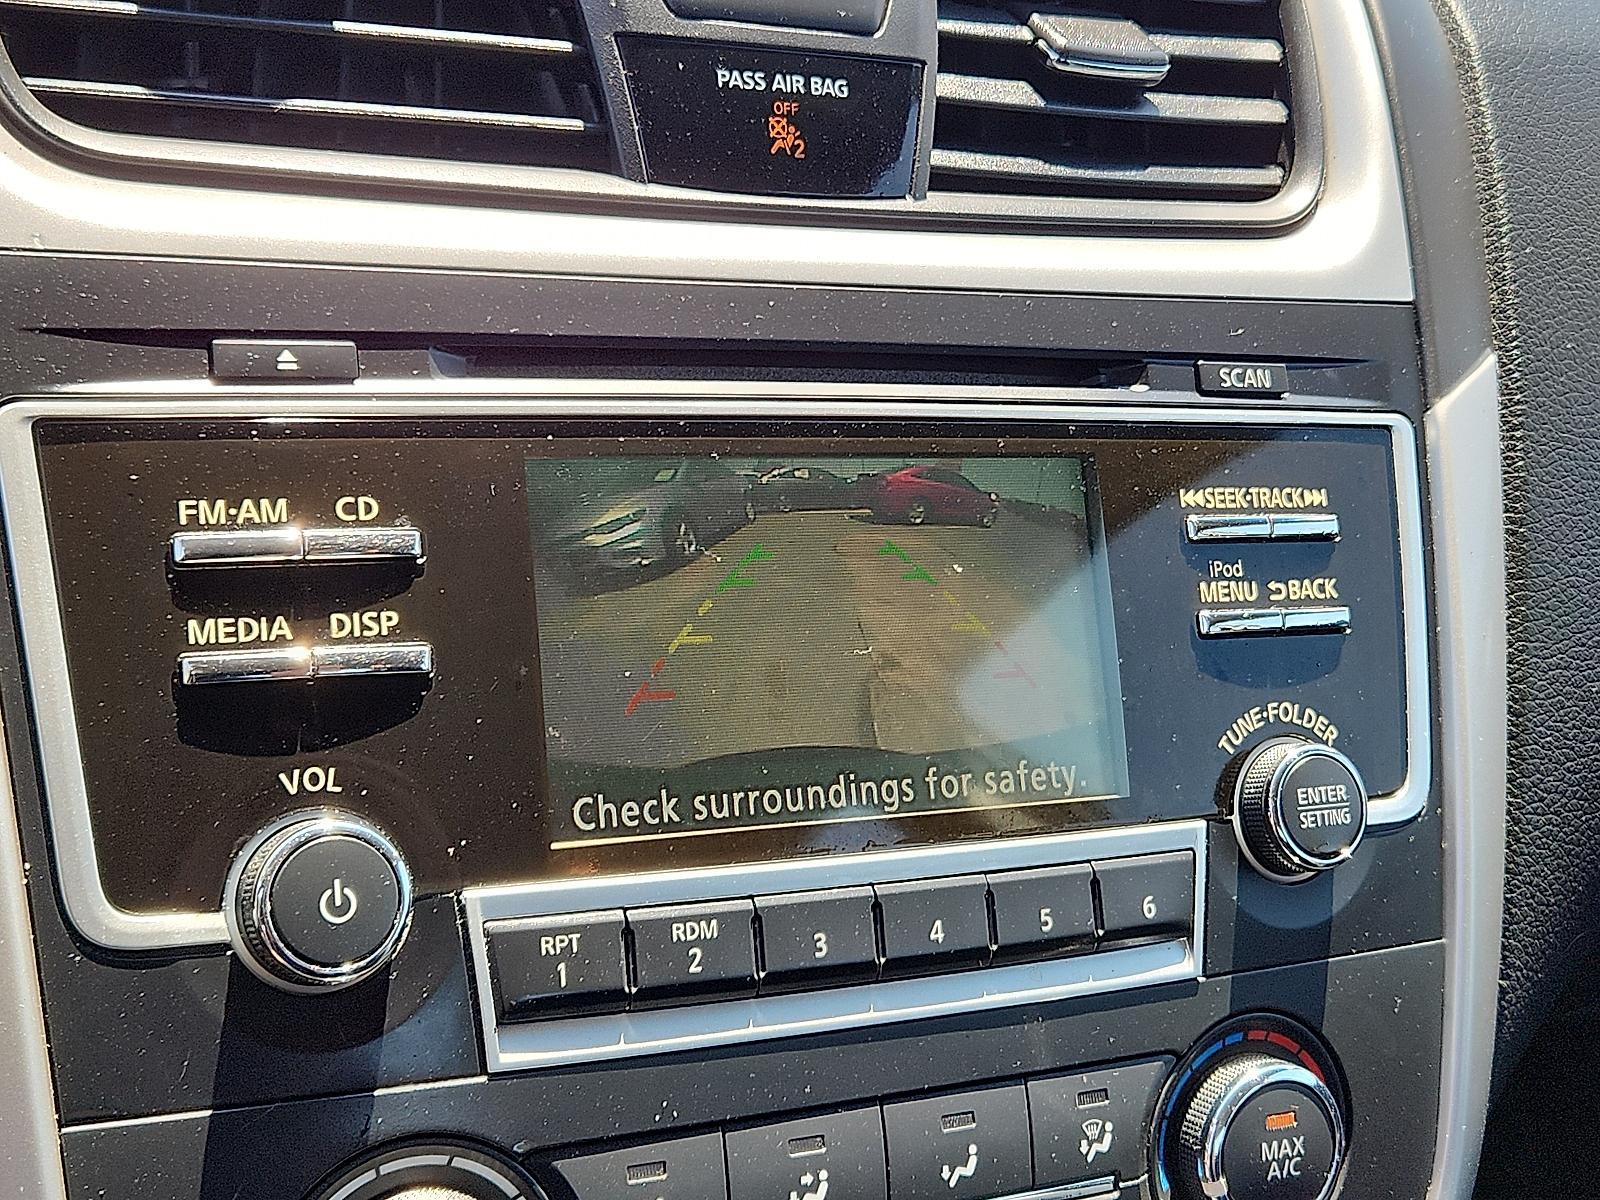 PASS AIR BAG
OFF
2
SCAN
FM·AM CD
SEEK·TRACK
iPod
MENU BACK
MEDIA DISP
TUNE·FOLDER
VOL
ENTER
SETTING
Check surroundings for safety.
RPT
1
RDM
2
3
4
5
6
MAX
A/C